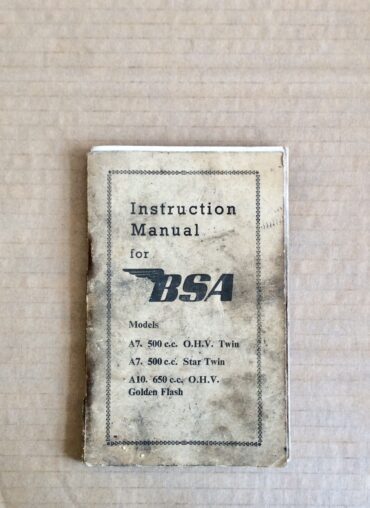 Instruction
Manual
for
BSA
Models
A7. 500 c.c. O.H.V. Twin
A7. 500 c.c. Star Twin
A10. 650 c.c. O.H.V.
Golden Flash